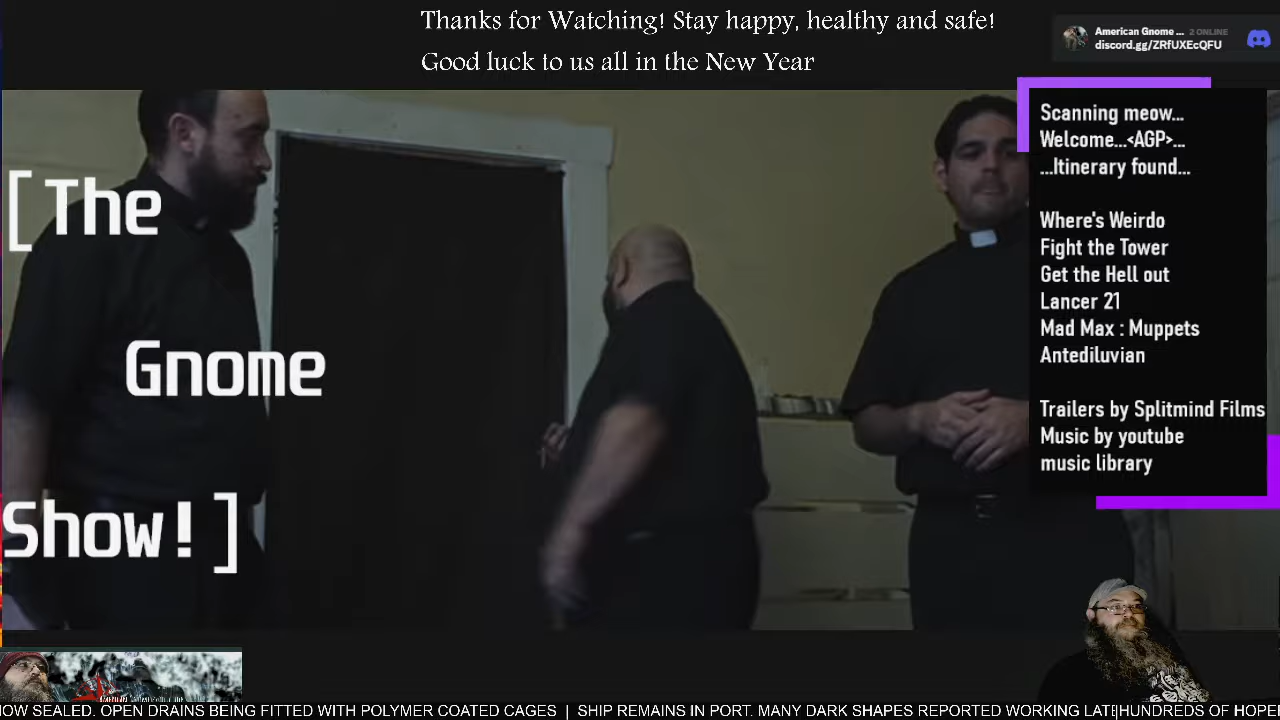 Thanks for Watching! Stay happy, healthy and safe!
Good luck to us all in the New Year
American Gnome ... 2 ONLINE
discord.gg/ZRfUXEcQFU
[The
Gnome
Show!]
Scanning meow...
Welcome...<AGP>...
...Itinerary found...
Where's Weirdo
Fight the Tower
Get the Hell out
Lancer 21
Mad Max : Muppets
Antediluvian
Trailers by Splitmind Films
Music by youtube
music library
NOW SEALED. OPEN DRAINS BEING FITTED WITH POLYMER COATED CAGES | SHIP REMAINS IN PORT. MANY DARK SHAPES REPORTED WORKING LATE HUNDREDS OF HOPE